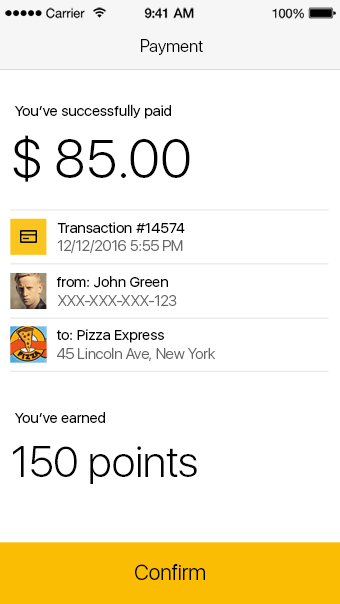 Carrier 9:41 AM 100%
Payment
You've successfully paid
$ 85.00
Transaction #14574
12/12/2016 5:55 PM
from: John Green
XXX-XXX-XXX-123
to: Pizza Express
PIZZA
45 Lincoln Ave, New York
You've earned
150 points
Confirm